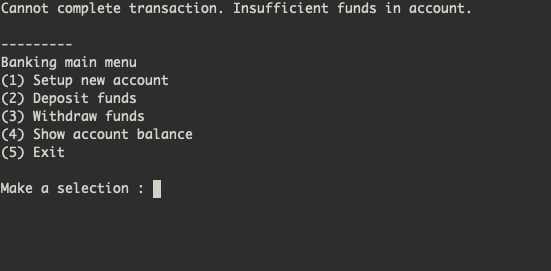 Cannot complete transaction. Insufficient funds in account.
---------
Banking main menu
(1) Setup new account
(2) Deposit funds
(3) Withdraw funds
(4) Show account balance
(5) Exit
Make a selection :